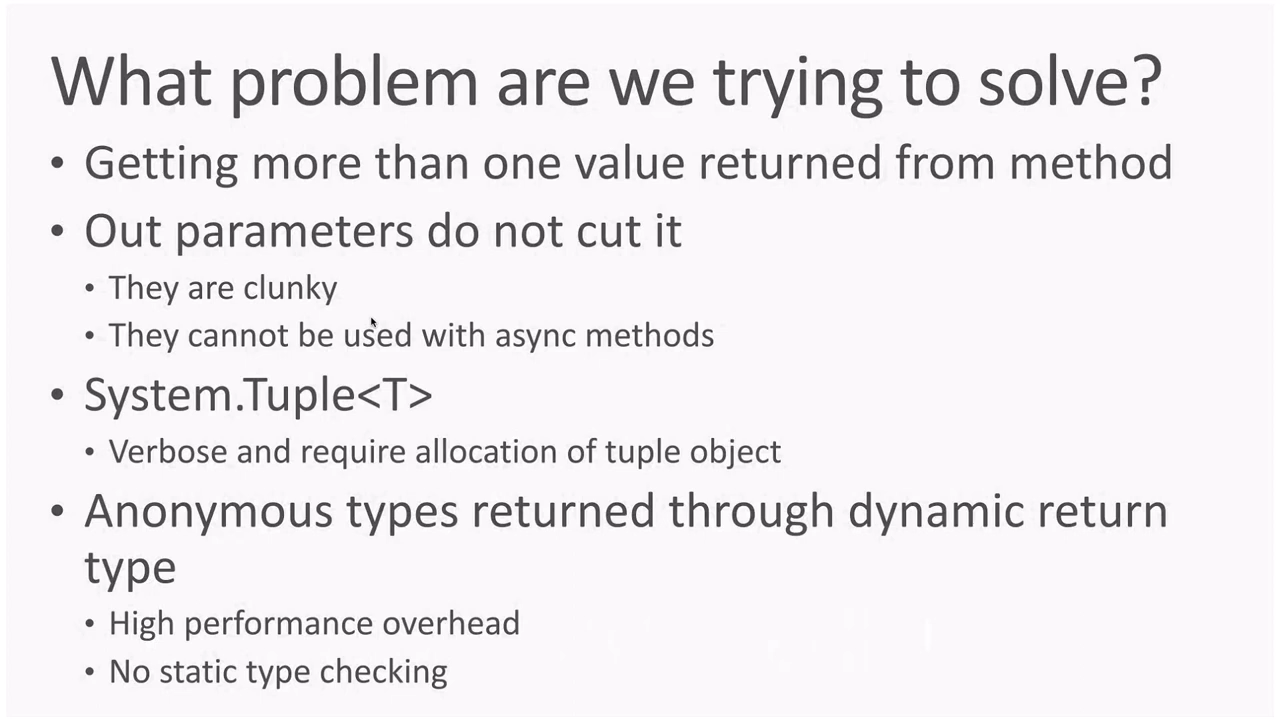 What problem are we trying to solve?
• Getting more than one value returned from method
• Out parameters do not cut it
• They are clunky
• They cannot be used with async methods
• System.Tuple<T>
• Verbose and require allocation of tuple object
• Anonymous types returned through dynamic return
type
• High performance overhead
• No static type checking